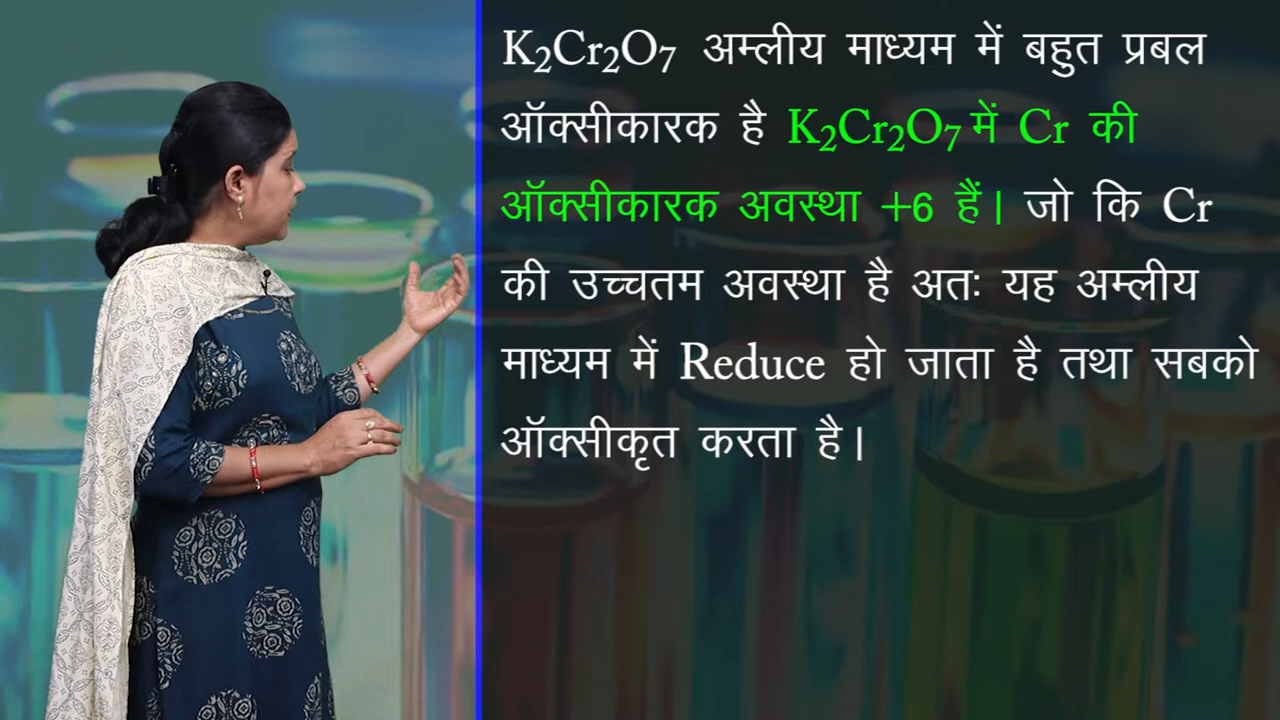 K₂Cr₂O₇ अम्लीय माध्यम में बहुत प्रबल
ऑक्सीकारक है K₂Cr₂O₇ में Cr की
ऑक्सीकारक अवस्था +6 हैं। जो कि Cr
की उच्चतम अवस्था है अतः यह अम्लीय
माध्यम में Reduce हो जाता है तथा सबको
ऑक्सीकृत करता है।